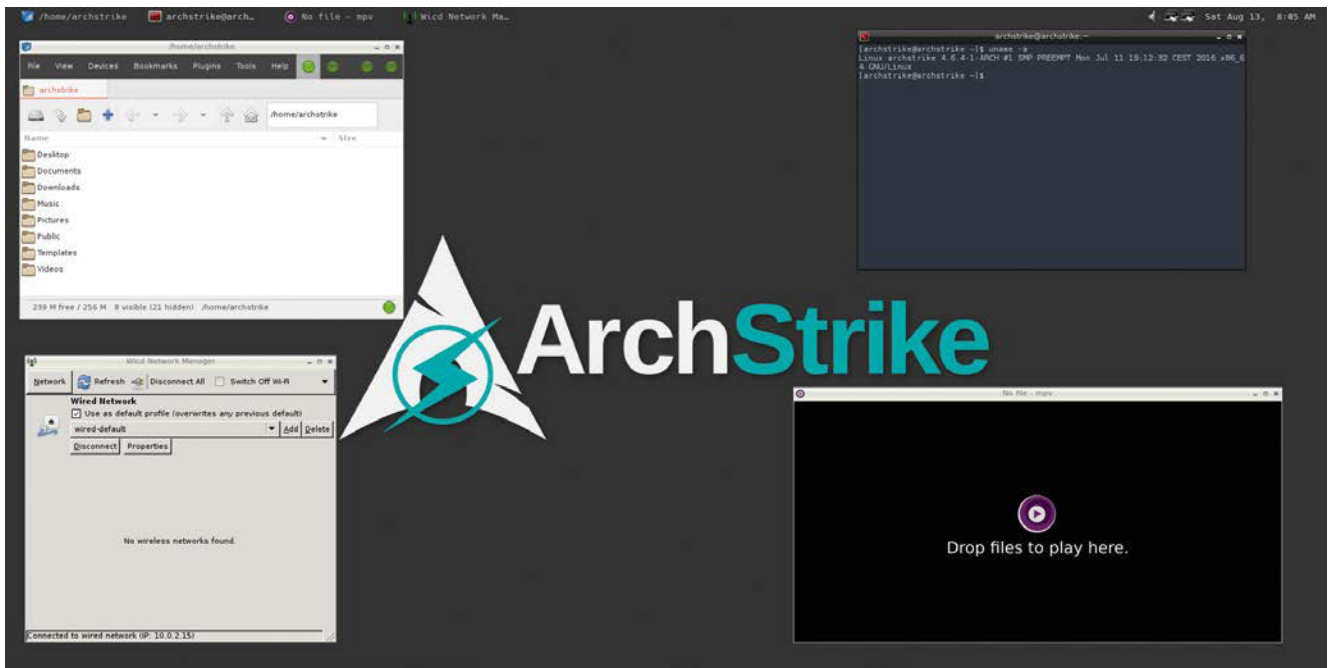 /home/archstrike archstrike@arch… No file - mpv Wicd Network Ma… Sat Aug 13, 8:05 AM
/home/archstrike
File View Devices Bookmarks Plugins Tools Help
archstrike
/home/archstrike
Name Size
Desktop
Documents
Downloads
Music
Pictures
Public
Templates
Videos
239 M free / 256 M 8 visible (21 hidden) /home/archstrike
archstrike@archstrike:~
[archstrike@archstrike ~]$ uname -a
Linux archstrike 4.6.4-1-ARCH #1 SMP PREEMPT Mon Jul 11 19:12:32 CEST 2016 x86_6
4 GNU/Linux
[archstrike@archstrike ~]$
ArchStrike
Wicd Network Manager
Network Refresh Disconnect All Switch Off Wi-Fi
Wired Network
Use as default profile (overwrites any previous default)
wired-default Add Delete
Disconnect Properties
No wireless networks found.
Connected to wired network (IP: 10.0.2.15)
No file - mpv
Drop files to play here.